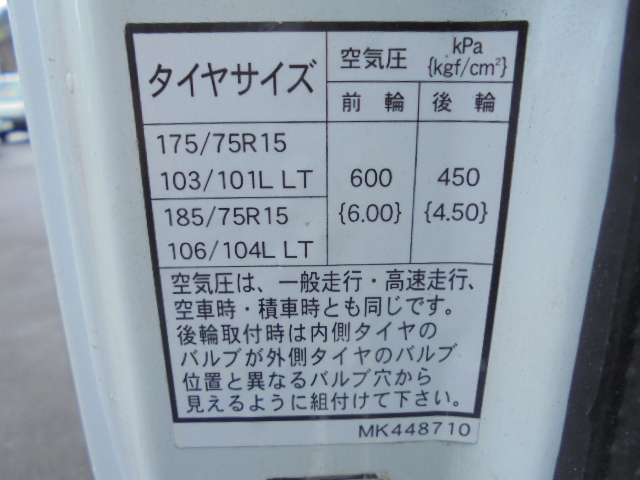 タイヤサイズ
空気圧 kPa
{kgf/cm²}
前輪 後輪
175/75R15
103/101L LT 600 450
185/75R15 {6.00} {4.50}
106/104L LT
空気圧は、一般走行・高速走行、
空車時・積車時とも同じです。
後輪取付時は内側タイヤの
バルブが外側タイヤのバルブ
位置と異なるバルブ穴から
見えるように組付けて下さい。
MK448710